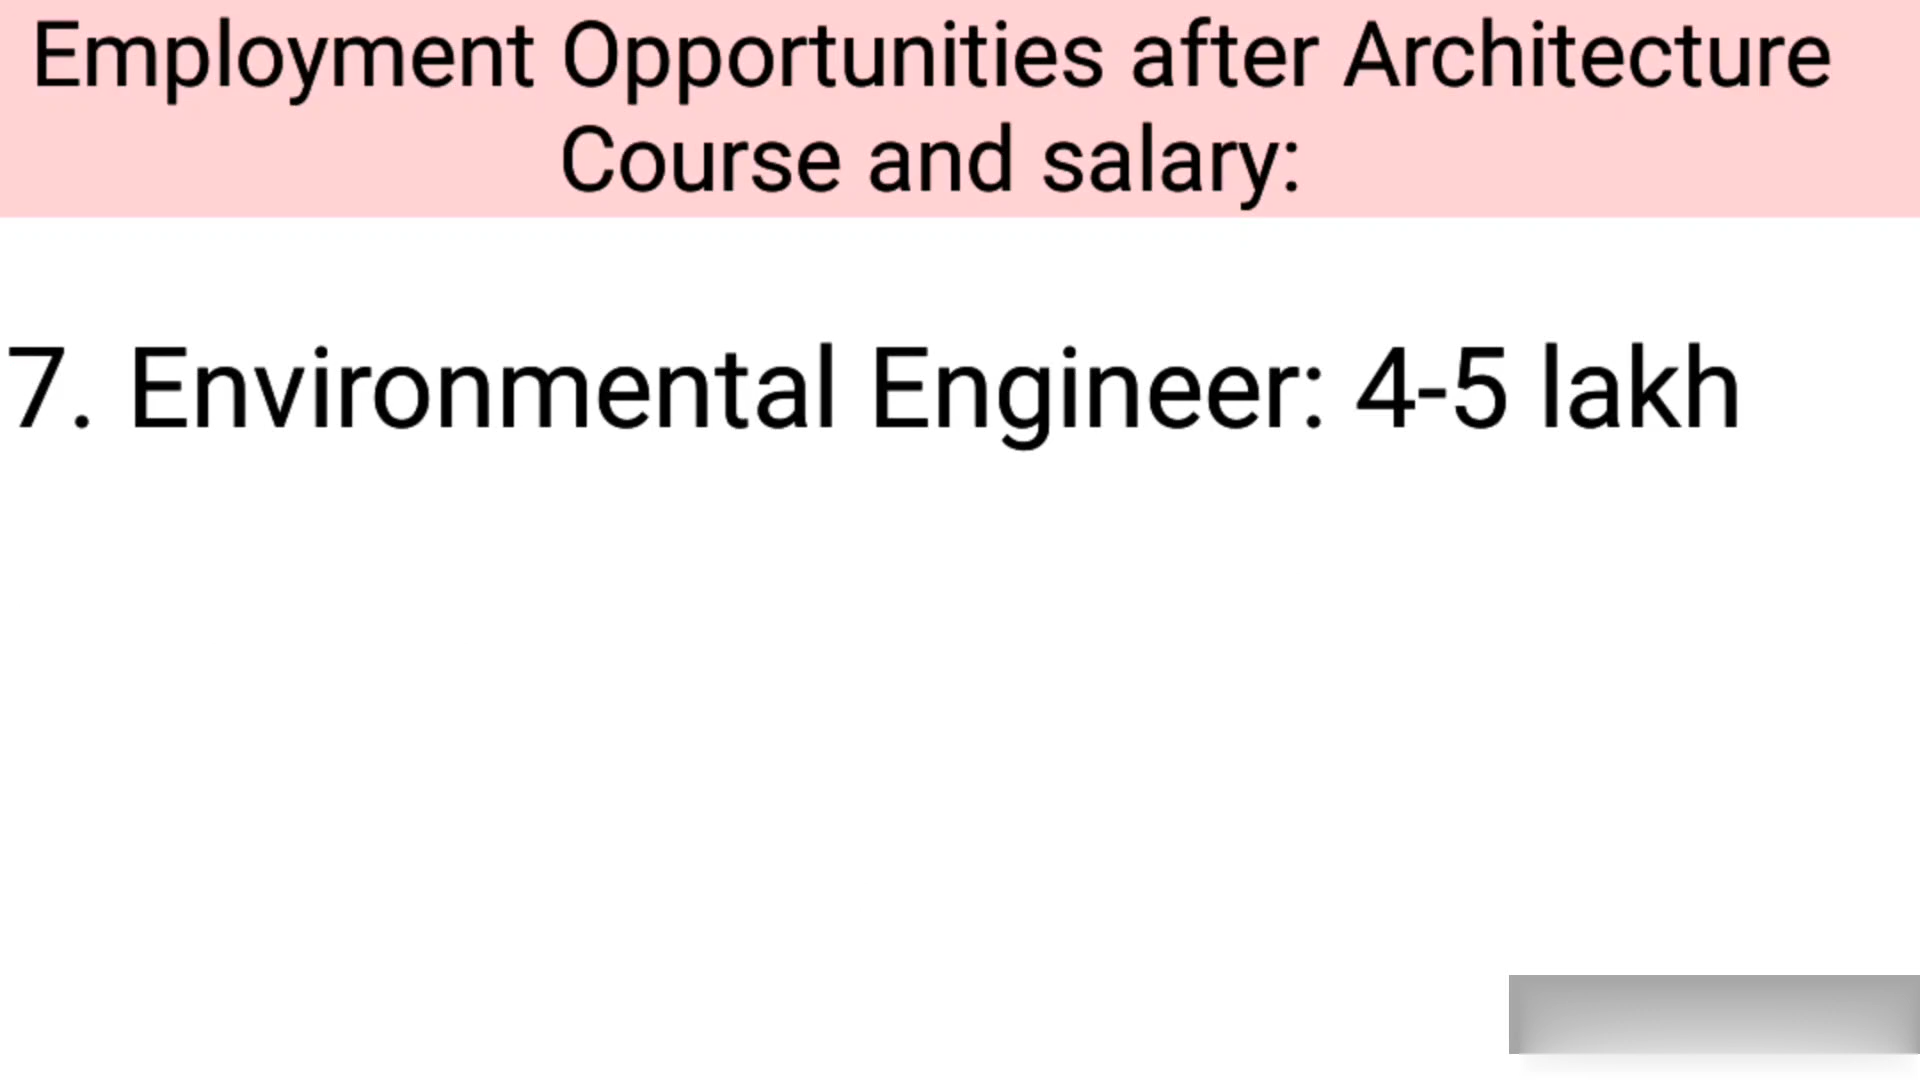 Employment Opportunities after Architecture
Course and salary:
7. Environmental Engineer: 4-5 lakh